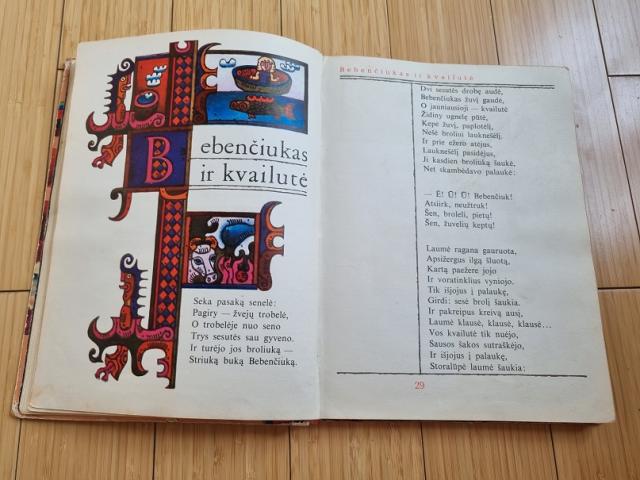 Bebenčiukas
ir kvailutė
Seka pasaką senelė:
Pagiry — žvejų trobelė,
O trobelėje nuo seno
Trys sesutės sau gyveno.
Ir turėjo jos broliuką —
Striuką buką Bebenčiuką.
Bebenčiukas ir kvailutė
Dvi sesutės drobę audė,
Bebenčiukas žuvį gaudė,
O jauniausioji — kvailutė
Židiny ugnelę pūtė,
Kepė žuvį, paplotėlį,
Nešė broliui lauknešėlį.
Ir prie ežero atėjus,
Lauknešėlį pasidėjus,
Ji kasdien broliuką šaukė,
Net skambėdavo palaukė:
— Ė! Ū! Ū! Bebenčiuk!
Atsiirk, neužtruk!
Šen, broleli, pietų!
Šen, žuvelių keptų!
Laumė ragana gauruota,
Apsižergus ilgą šluotą,
Kartą paežere jojo
Ir voratinklius vyniojo.
Tik išjojus į palaukę,
Girdi: sesė brolį šaukia.
Ir pakreipus kreivą ausį,
Laumė klausė, klausė, klausė...
Vos kvailutė tik nuėjo,
Sausos šakos sutraškėjo,
Ir išjojus į palaukę,
Storalūpė laumė šaukia:
29